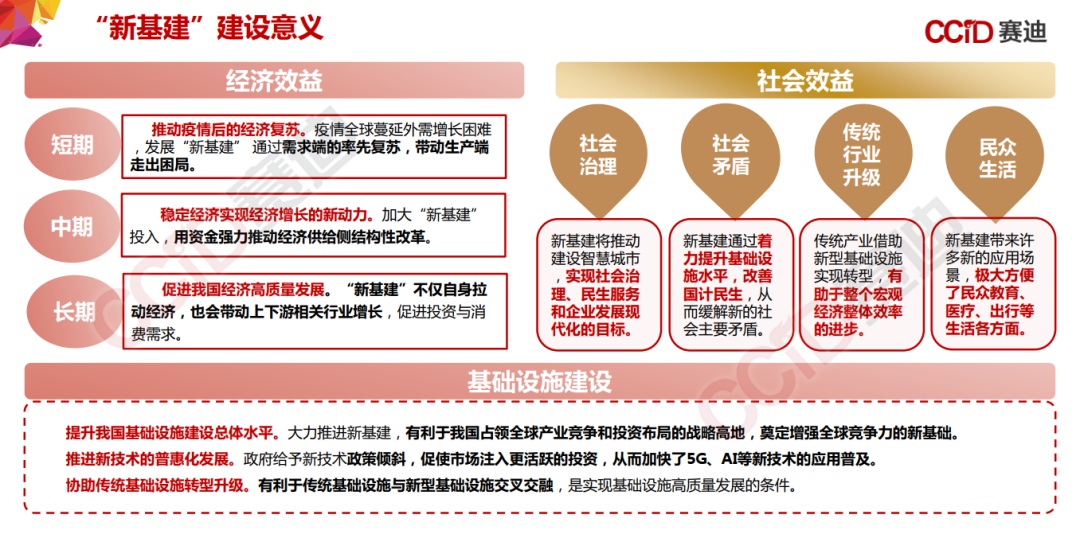 “新基建”建设意义
CCID 赛迪
经济效益
短期
推动疫情后的经济复苏。疫情全球蔓延外需增长困难
，发展“新基建” 通过需求端的率先复苏，带动生产端
走出困局。
中期
稳定经济实现经济增长的新动力。加大“新基建”
投入，用资金强力推动经济供给侧结构性改革。
长期
促进我国经济高质量发展。“新基建”不仅自身拉
动经济，也会带动上下游相关行业增长，促进投资与消
费需求。
社会效益
社会
治理
新基建将推动
建设智慧城市
，实现社会治
理、民生服务
和企业发展现
代化的目标。
社会
矛盾
新基建通过着
力提升基础设
施水平，改善
国计民生，从
而缓解新的社
会主要矛盾。
传统
行业
升级
传统产业借助
新型基础设施
实现转型，有
助于整个宏观
经济整体效率
的进步。
民众
生活
新基建带来许
多新的应用场
景，极大方便
了民众教育、
医疗、出行等
生活各方面。
基础设施建设
提升我国基础设施建设总体水平。大力推进新基建，有利于我国占领全球产业竞争和投资布局的战略高地，奠定增强全球竞争力的新基础。
推进新技术的普惠化发展。政府给予新技术政策倾斜，促使市场注入更活跃的投资，从而加快了5G、AI等新技术的应用普及。
协助传统基础设施转型升级。有利于传统基础设施与新型基础设施交叉交融，是实现基础设施高质量发展的条件。
CCID 赛迪
CCID 赛迪